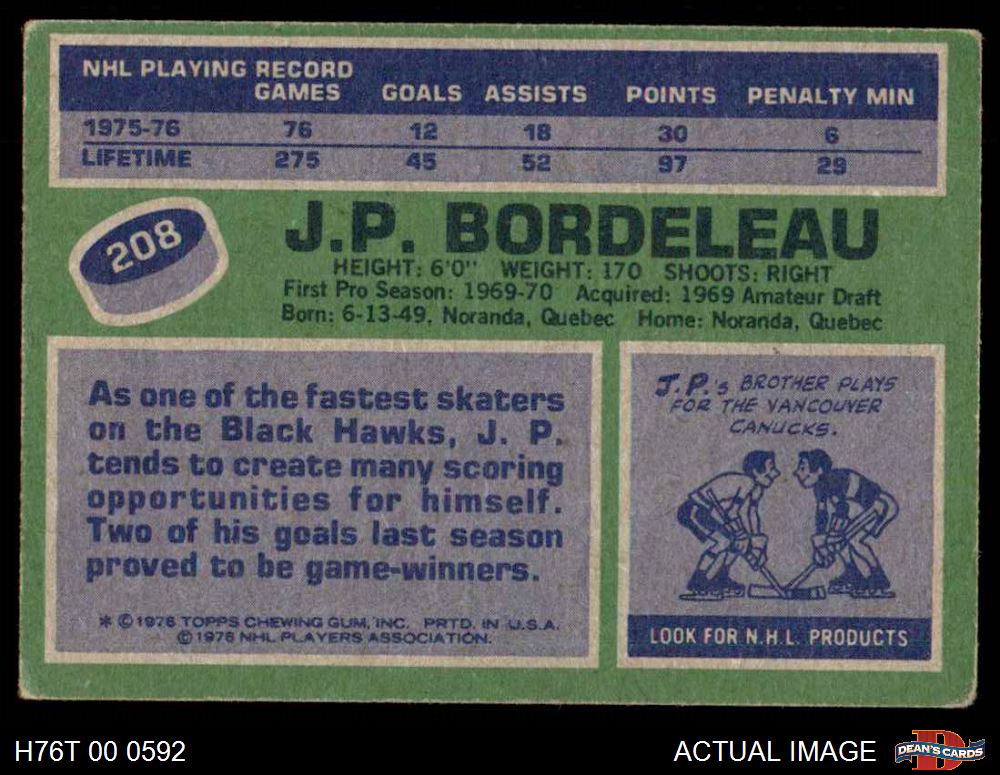 NHL PLAYING RECORD
GAMES GOALS ASSISTS POINTS PENALTY MIN
1975-76 76 12 18 30 6
LIFETIME 275 45 52 97 29
208
J.P. BORDELEAU
HEIGHT: 6'0" WEIGHT: 170 SHOOTS: RIGHT
First Pro Season: 1969-70 Acquired: 1969 Amateur Draft
Born: 6-13-49, Noranda, Quebec Home: Noranda, Quebec
As one of the fastest skaters
on the Black Hawks, J. P.
tends to create many scoring
opportunities for himself.
Two of his goals last season
proved to be game-winners.
* © 1976 TOPPS CHEWING GUM, INC. PRTD. IN U.S.A.
© 1976 NHL PLAYERS ASSOCIATION.
J.P.'s BROTHER PLAYS
FOR THE VANCOUVER
CANUCKS.
LOOK FOR N.H.L. PRODUCTS
H76T 00 0592
ACTUAL IMAGE
D
DEAN'S CARDS